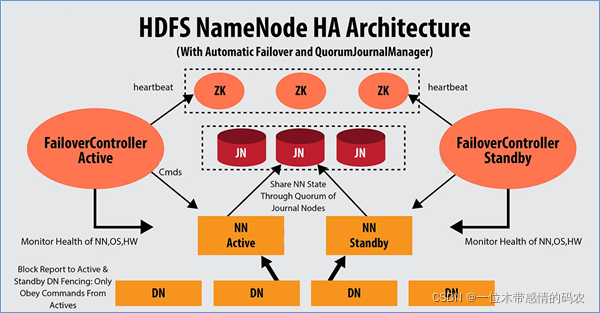 HDFS NameNode HA Architecture
(With Automatic Failover and QuorumJournalManager)
heartbeat
ZK
ZK
ZK
heartbeat
FailoverController
Active
JN
JN
JN
FailoverController
Standby
Cmds
Share NN State
Through Quorum of
Journal Nodes
Monitor Health of NN,OS,HW
NN
Active
NN
Standby
Monitor Health of NN,OS,HW
Block Report to Active &
Standby DN Fencing: Only
Obey Commands From
Actives
DN
DN
DN
DN
CSDN @一位木带感情的码农